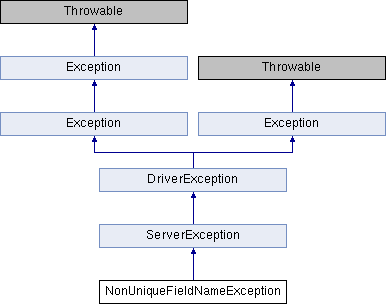 Throwable
Exception
Throwable
Exception
Exception
DriverException
ServerException
NonUniqueFieldNameException